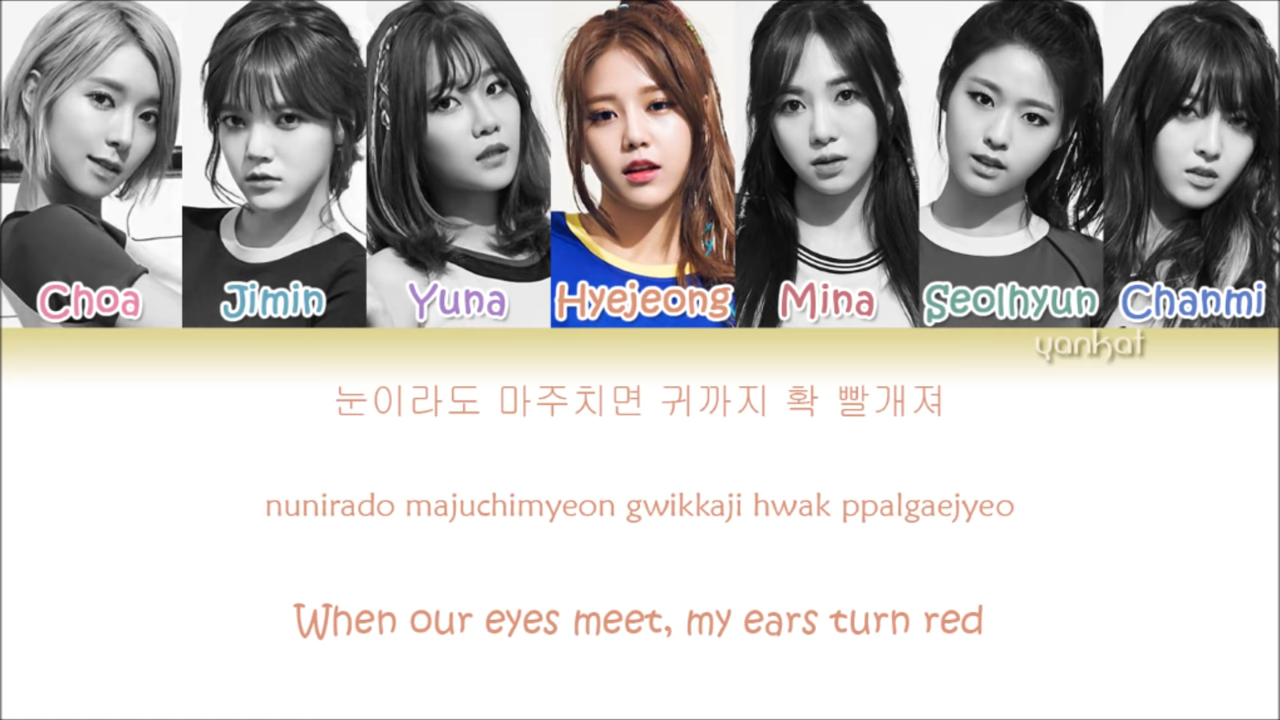 Choa Jimin Yuna Hyejeong Mina Seolhyun Chanmi
yankat
눈이라도 마주치면 귀까지 확 빨개져
nunirado majuchimyeon gwikkaji hwak ppalgaejyeo
When our eyes meet, my ears turn red